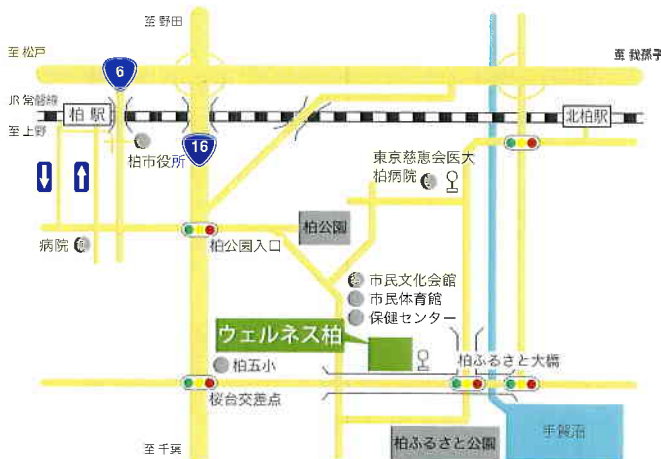 至 野田
至 松戸
至 我孫子
6
JR 常磐線
柏 駅
北柏駅
至 上野
16
柏市役所
東京慈恵会医大
柏病院
病院
柏公園入口
柏公園
市民文化会館
市民体育館
保健センター
ウェルネス柏
柏五小
柏ふるさと大橋
桜台交差点
手賀沼
柏ふるさと公園
至 千葉